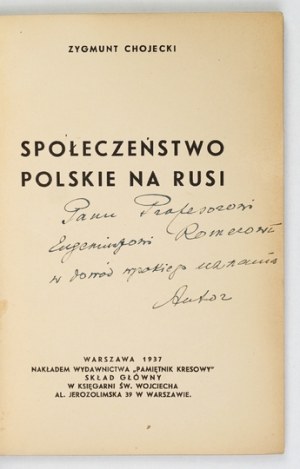 ZYGMUNT CHOJECKI
SPOŁECZEŃSTWO
POLSKIE NA RUSI
Panu Profesorowi
Eugenjuszowi Romerowi
w dowód wysokiego uznania
Autor
WARSZAWA 1937
NAKŁADEM WYDAWNICTWA „PAMIĘTNIK KRESOWY"
SKŁAD GŁÓWNY
W KSIĘGARNI ŚW. WOJCIECHA
AL. JEROZOLIMSKA 39 W WARSZAWIE.